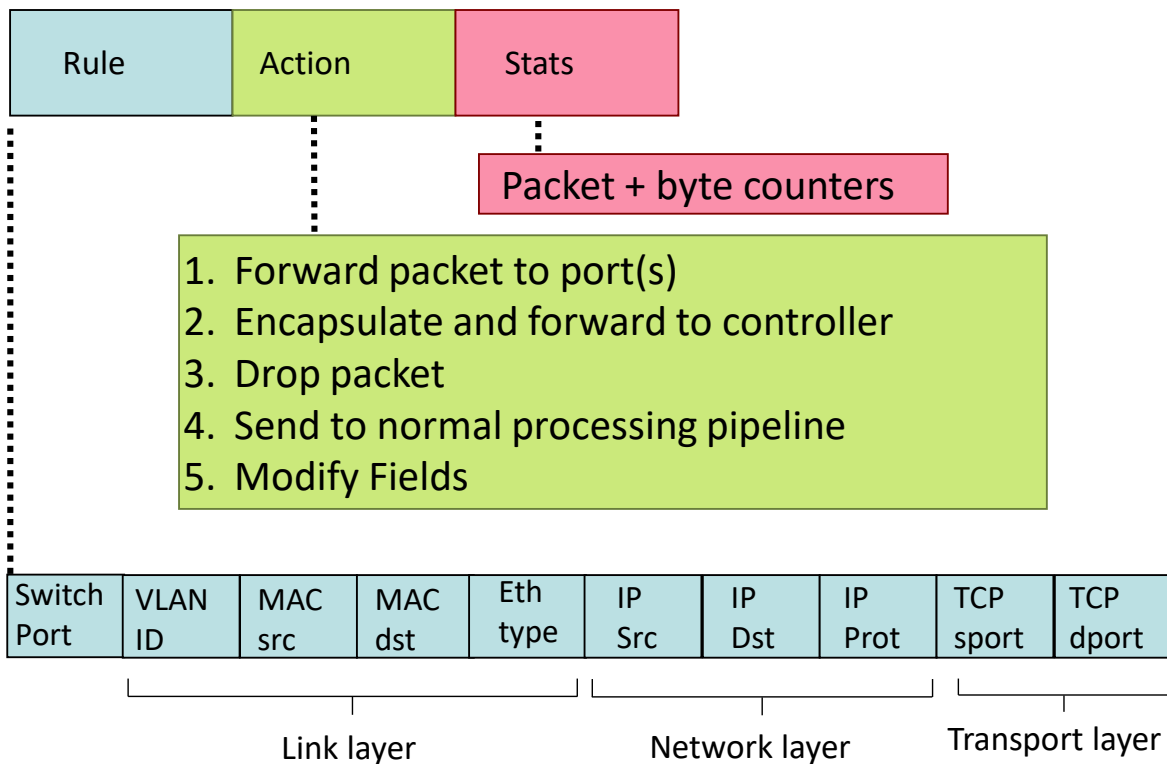 Rule Action Stats
Packet + byte counters
1. Forward packet to port(s)
2. Encapsulate and forward to controller
3. Drop packet
4. Send to normal processing pipeline
5. Modify Fields
Switch Port
VLAN ID
MAC src
MAC dst
Eth type
IP Src
IP Dst
IP Prot
TCP sport
TCP dport
Link layer
Network layer
Transport layer